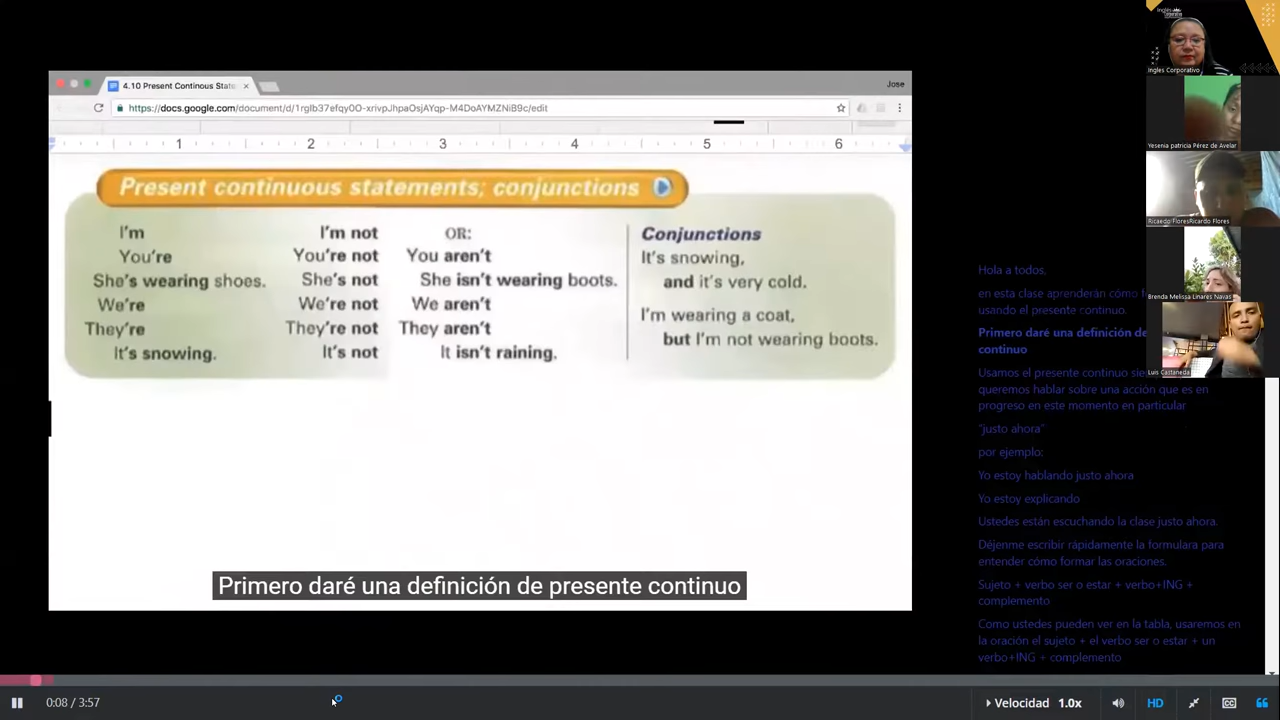 4.10 Present Continous State
Jose
https://docs.google.com/document/d/1rgIb37efqy0O-xrivpJhpaOsjAYqp-M4DoAYMZNiB9c/edit
1 2 3 4 5 6
Present continuous statements; conjunctions
I'm I'm not OR: Conjunctions
You're You're not You aren't It's snowing,
She's wearing shoes. She's not She isn't wearing boots. and it's very cold.
We're We're not We aren't I'm wearing a coat,
They're They're not They aren't but I'm not wearing boots.
It's snowing. It's not It isn't raining.
Primero daré una definición de presente continuo
Hola a todos,
en esta clase aprenderán cómo
usando el presente continuo.
Primero daré una definición de
continuo
Usamos el presente continuo
queremos hablar sobre una acción que es en
progreso en este momento en particular
"justo ahora"
por ejemplo:
Yo estoy hablando justo ahora
Yo estoy explicando
Ustedes están escuchando la clase justo ahora.
Déjenme escribir rápidamente la formulara para
entender cómo formar las oraciones.
Sujeto + verbo ser o estar + verbo+ING +
complemento
Como ustedes pueden ver en la tabla, usaremos en
la oración el sujeto + el verbo ser o estar + un
verbo+ING + complemento
Inglés Corporativo
Ingles Corporativo
Yesenia patricia Pérez de Avelar
Ricaedo FloresRicardo Flores
Brenda Melissa Linares Navas
Luis Castaneda
0:08 / 3:57
Velocidad 1.0x
HD
CC